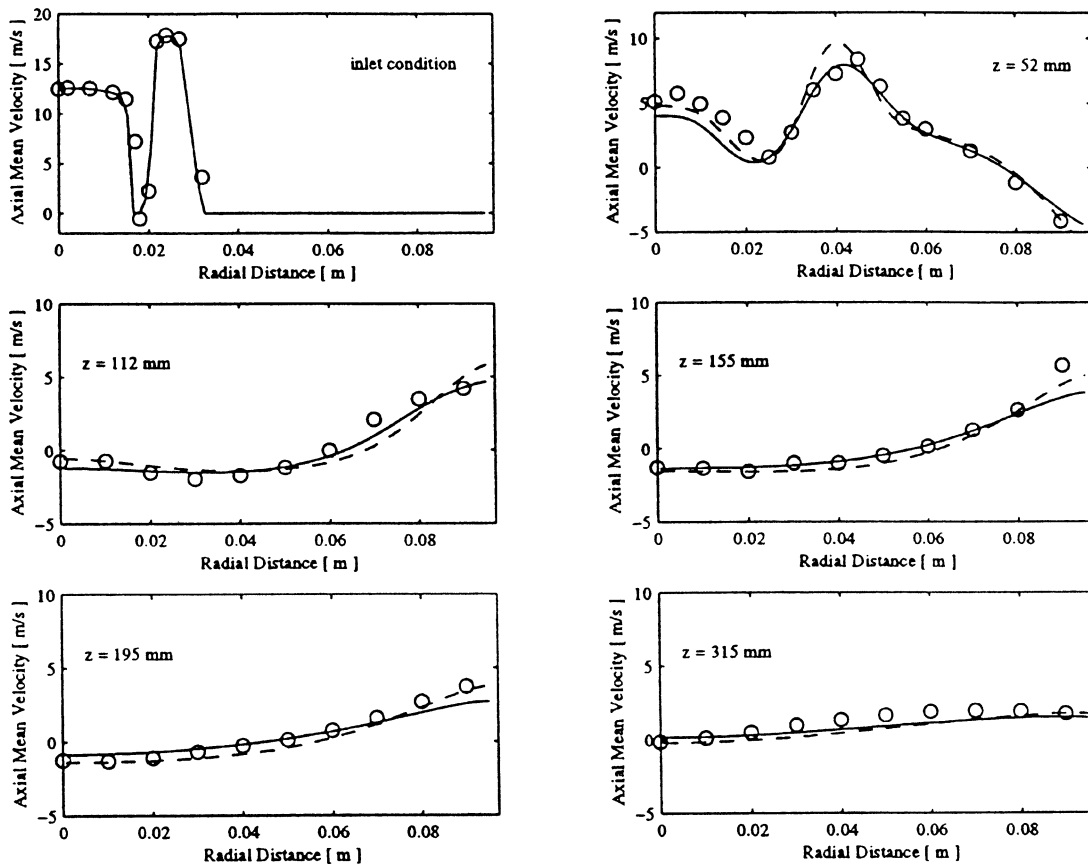 Axial Mean Velocity [ m/s ]
20
15
10
5
0
inlet condition
0 0.02 0.04 0.06 0.08
Radial Distance [ m ]
Axial Mean Velocity [ m/s ]
10
5
0
−5
z = 52 mm
0 0.02 0.04 0.06 0.08
Radial Distance [ m ]
Axial Mean Velocity [ m/s ]
10
5
0
−5
z = 112 mm
0 0.02 0.04 0.06 0.08
Radial Distance [ m ]
Axial Mean Velocity [ m/s ]
10
5
0
−5
z = 155 mm
0 0.02 0.04 0.06 0.08
Radial Distance [ m ]
Axial Mean Velocity [ m/s ]
10
5
0
−5
z = 195 mm
0 0.02 0.04 0.06 0.08
Radial Distance [ m ]
Axial Mean Velocity [ m/s ]
10
5
0
−5
z = 315 mm
0 0.02 0.04 0.06 0.08
Radial Distance [ m ]